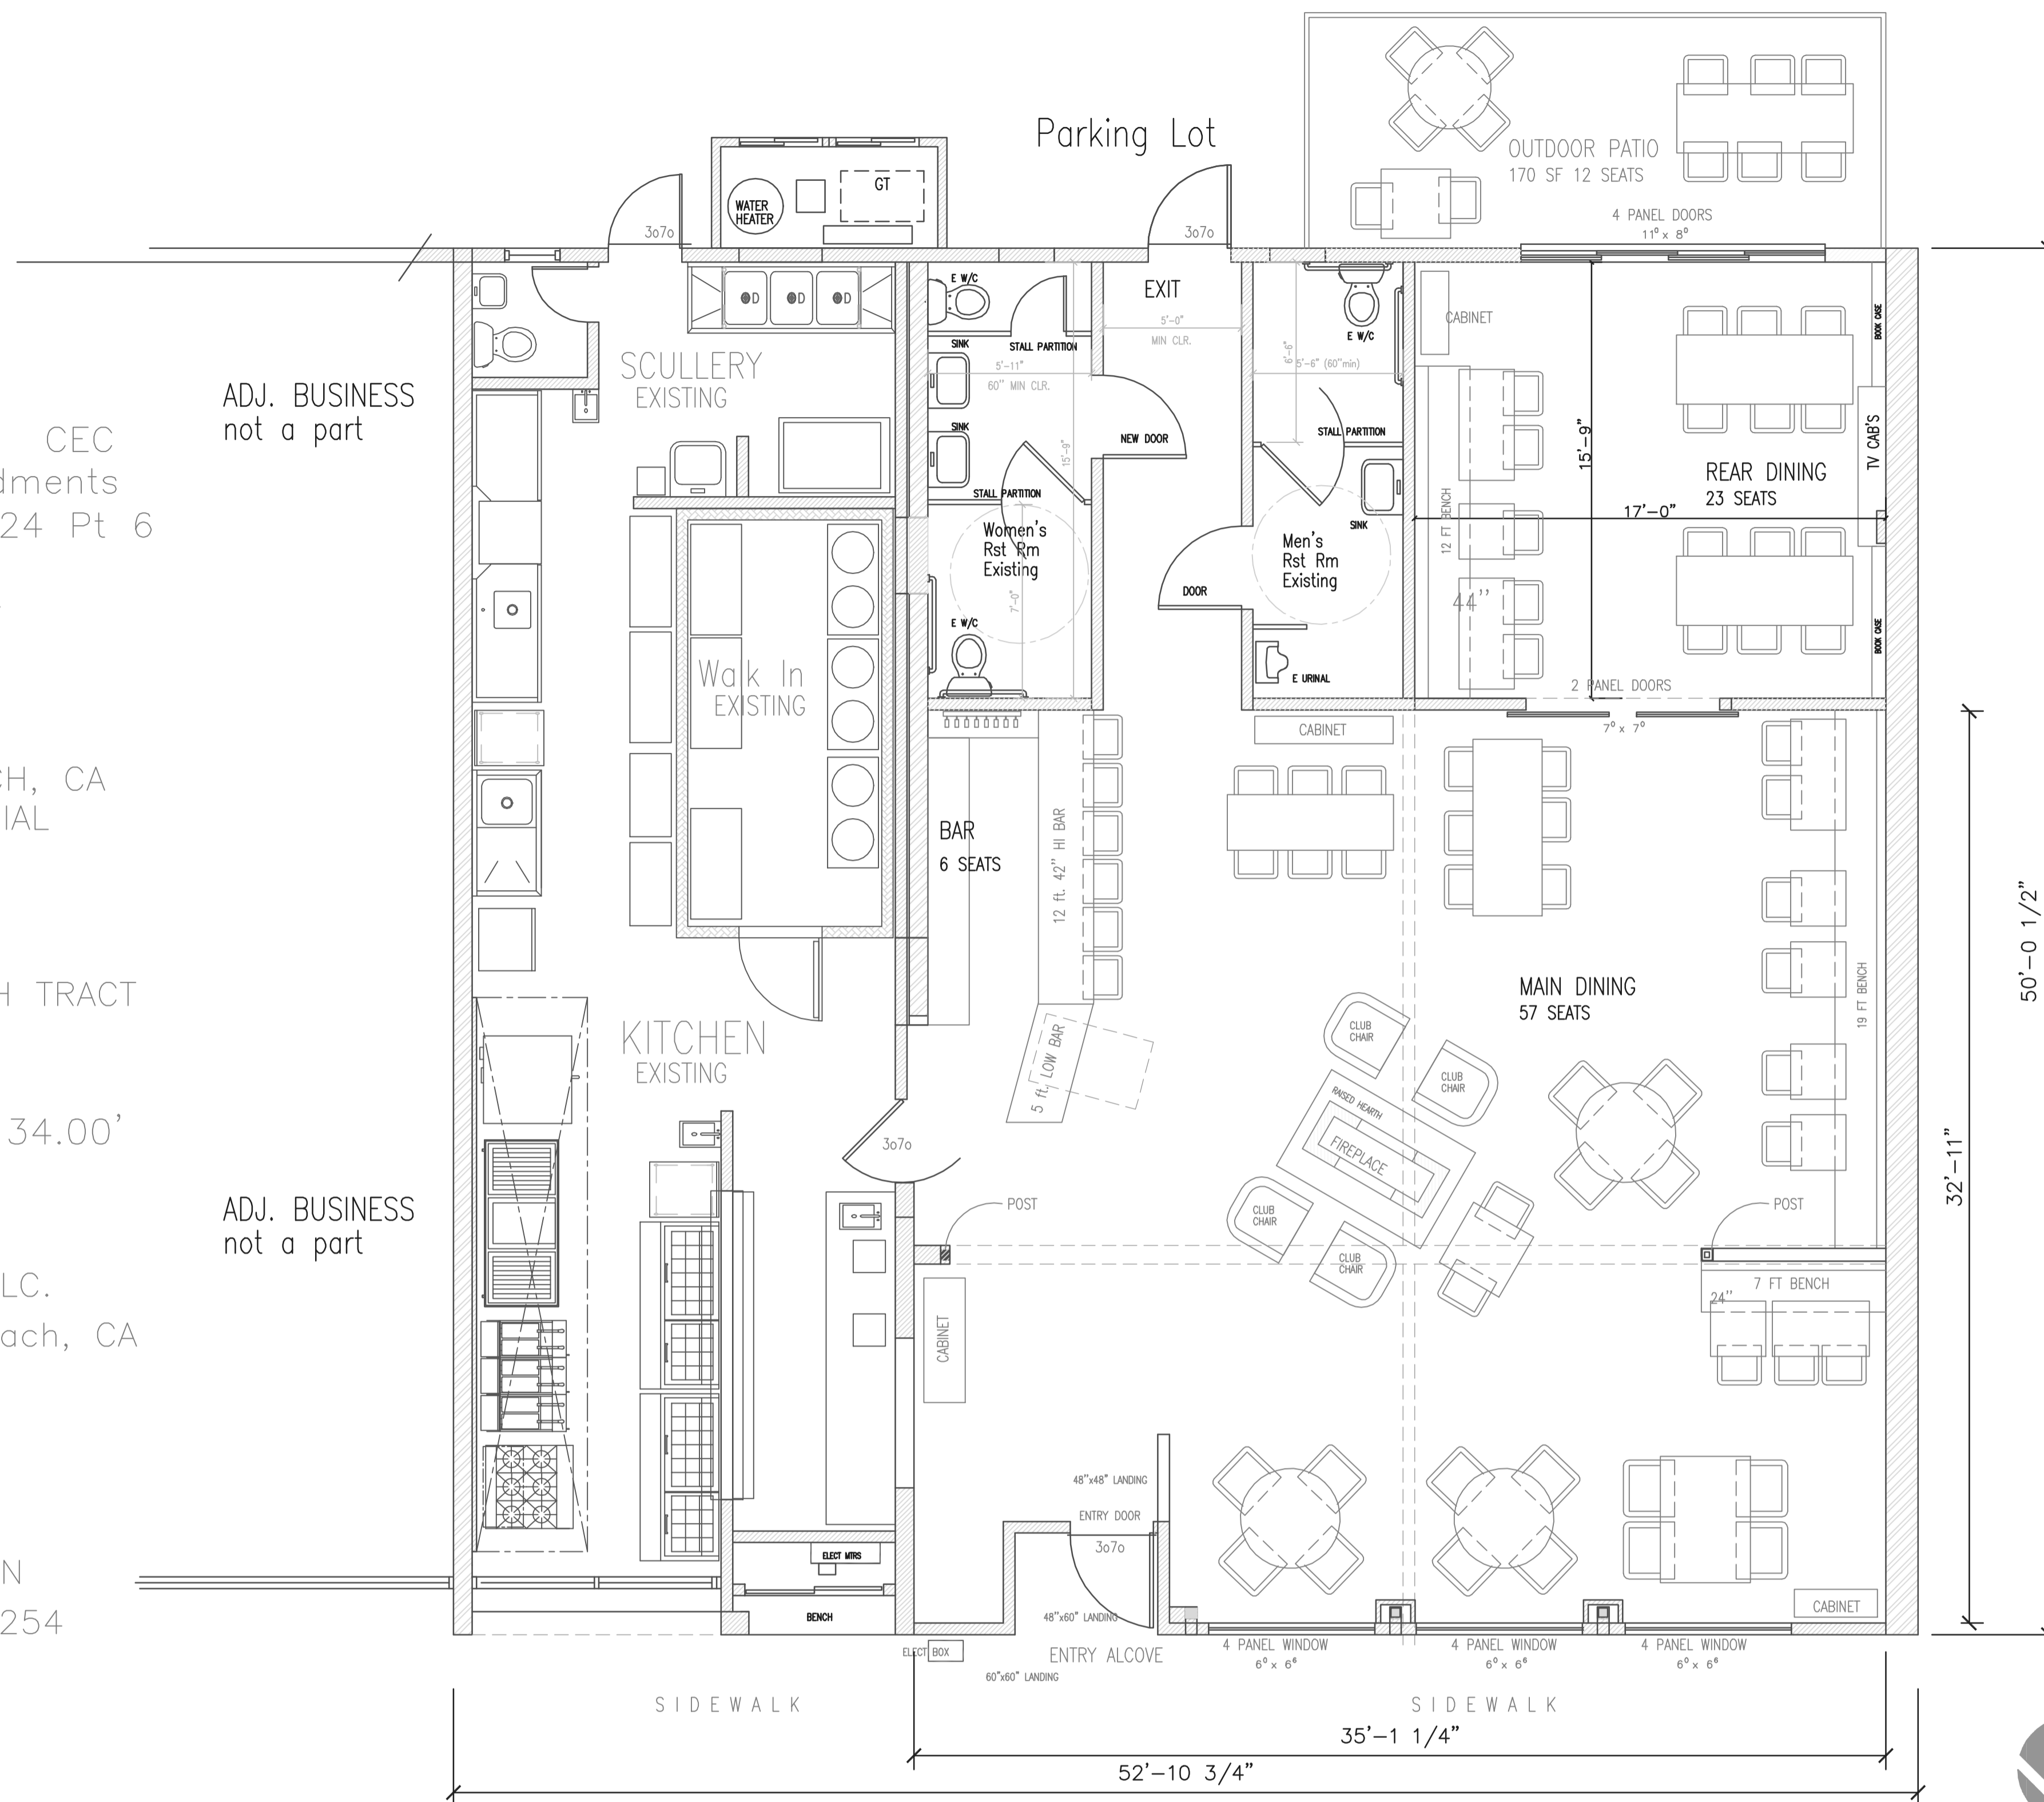 Parking Lot
OUTDOOR PATIO
170 SF 12 SEATS
4 PANEL DOORS
11⁰ x 8⁰
WATER
HEATER
GT
3o7o
3o7o
E W/C
EXIT
5'-0"
MIN CLR.
SINK
STALL PARTITION
5'-11"
60" MIN CLR.
SINK
15'-9"
STALL PARTITION
NEW DOOR
Women's
Rst Rm
Existing
7'-0"
E W/C
E W/C
6'-6"
5'-6" (60"min)
STALL PARTITION
SINK
Men's
Rst Rm
Existing
DOOR
E URINAL
CABINET
BOOK CASE
TV CAB'S
15'-9"
REAR DINING
23 SEATS
17'-0"
12 FT BENCH
44"
BOOK CASE
2 PANEL DOORS
7⁰ x 7⁰
D
D
D
SCULLERY
EXISTING
ADJ. BUSINESS
not a part
CEC
dments
24 Pt 6
Walk In
EXISTING
CH, CA
IAL
CABINET
BAR
6 SEATS
12 ft. 42" HI BAR
5 ft. LOW BAR
MAIN DINING
57 SEATS
19 FT BENCH
50'-0 1/2"
32'-11"
H TRACT
KITCHEN
EXISTING
34.00'
CLUB
CHAIR
CLUB
CHAIR
RAISED HEARTH
FIREPLACE
CLUB
CHAIR
CLUB
CHAIR
3o7o
POST
POST
ADJ. BUSINESS
not a part
LC.
ach, CA
CABINET
7 FT BENCH
24"
48"x48" LANDING
ENTRY DOOR
3o7o
ELECT MTRS
BENCH
N
254
48"x60" LANDING
ELECT BOX
ENTRY ALCOVE
60"x60" LANDING
CABINET
4 PANEL WINDOW
6⁰ x 6⁶
4 PANEL WINDOW
6⁰ x 6⁶
4 PANEL WINDOW
6⁰ x 6⁶
SIDEWALK
SIDEWALK
35'-1 1/4"
52'-10 3/4"